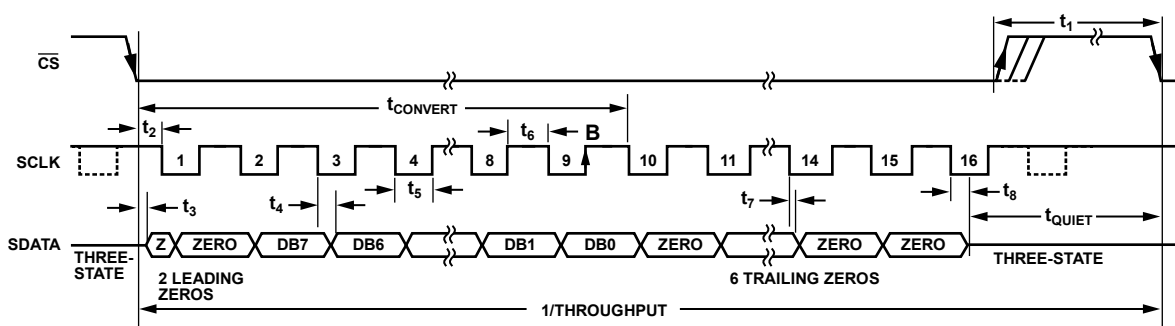 t1
CS
tCONVERT
t2
t6
B
SCLK
1 2 3 4 8 9 10 11 14 15 16
t3
t4
t5
t7
t8
tQUIET
SDATA
Z ZERO DB7 DB6 DB1 DB0 ZERO ZERO ZERO
THREE-
STATE
2 LEADING
ZEROS
6 TRAILING ZEROS
THREE-STATE
1/THROUGHPUT